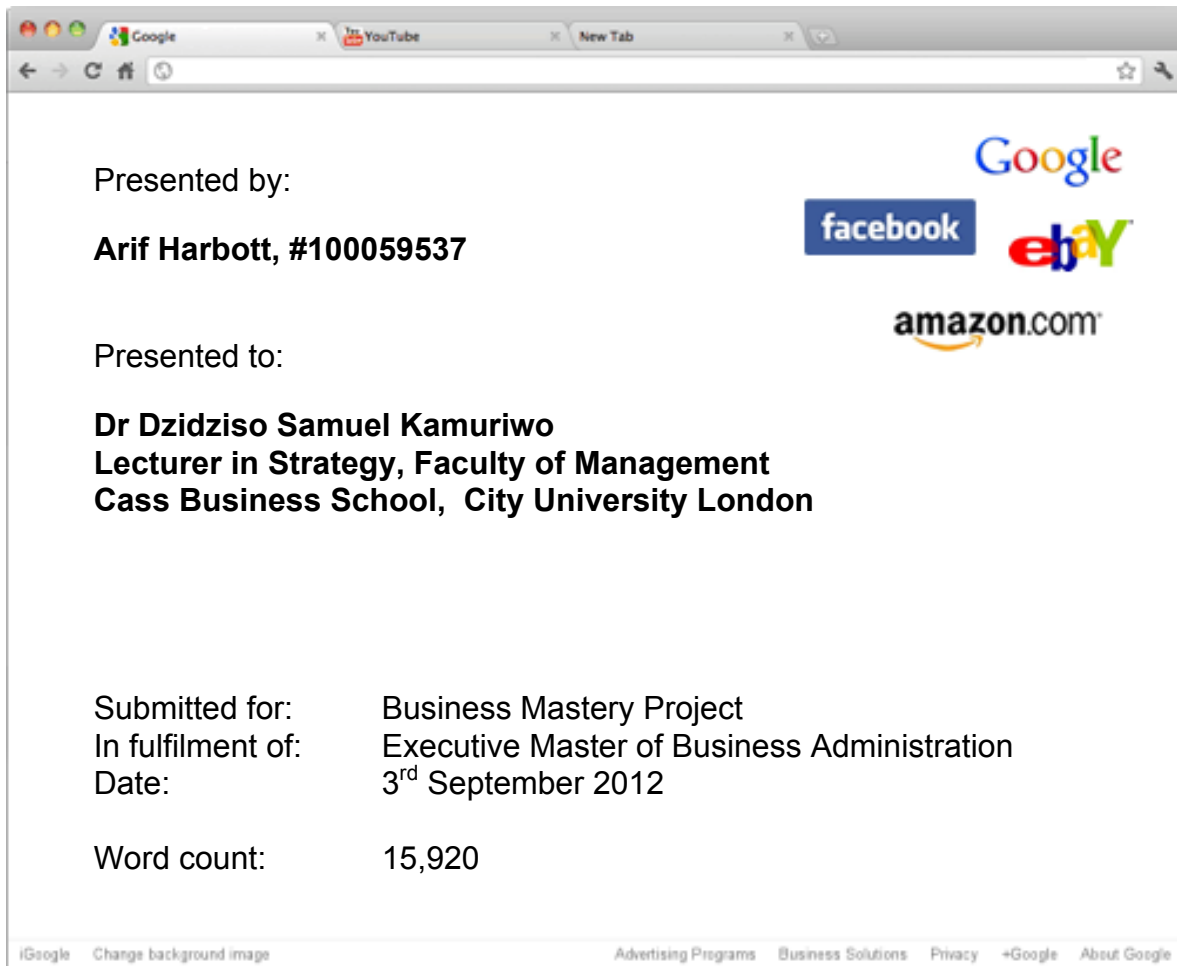 Google YouTube New Tab
Google
Presented by:
facebook
ebaY
Arif Harbott, #100059537
amazon.com
Presented to:
Dr Dzidziso Samuel Kamuriwo
Lecturer in Strategy, Faculty of Management
Cass Business School, City University London
Submitted for: Business Mastery Project
In fulfilment of: Executive Master of Business Administration
Date: 3rd September 2012
Word count: 15,920
iGoogle Change background image Advertising Programs Business Solutions Privacy +Google About Google